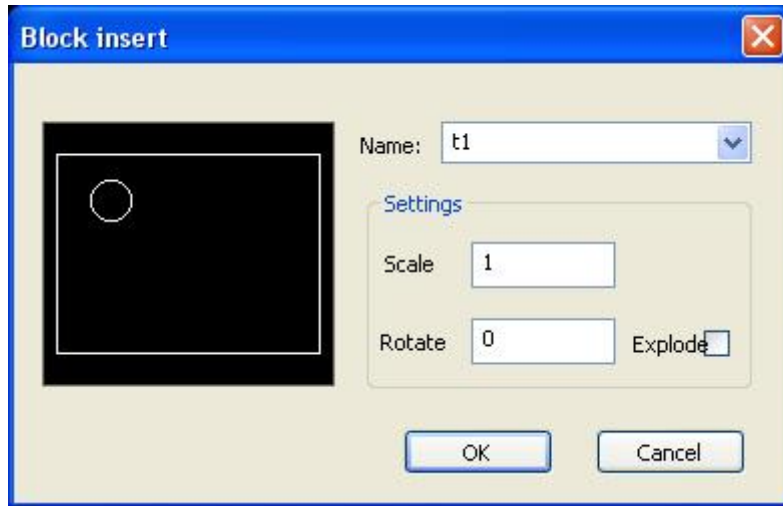 Block insert
Name: t1
Settings
Scale 1
Rotate 0 Explode
OK Cancel